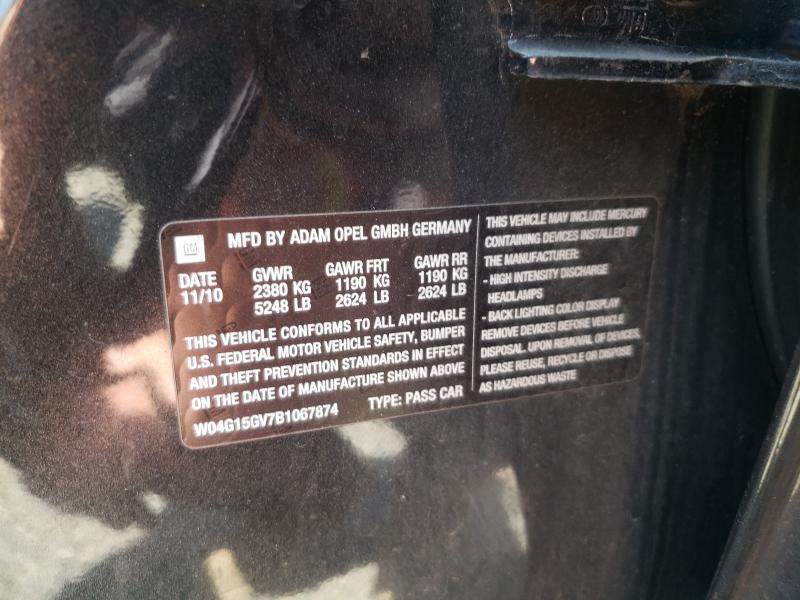 GM
MFD BY ADAM OPEL GMBH GERMANY
DATE GVWR GAWR FRT GAWR RR
11/10 2380 KG 1190 KG 1190 KG
5248 LB 2624 LB 2624 LB
THIS VEHICLE CONFORMS TO ALL APPLICABLE
U.S. FEDERAL MOTOR VEHICLE SAFETY, BUMPER
AND THEFT PREVENTION STANDARDS IN EFFECT
ON THE DATE OF MANUFACTURE SHOWN ABOVE
W04G15GV7B1067874 TYPE: PASS CAR
THIS VEHICLE MAY INCLUDE MERCURY
CONTAINING DEVICES INSTALLED BY
THE MANUFACTURER:
- HIGH INTENSITY DISCHARGE
HEADLAMPS
- BACK LIGHTING COLOR DISPLAY
REMOVE DEVICES BEFORE VEHICLE
DISPOSAL. UPON REMOVAL OF DEVICES,
PLEASE REUSE, RECYCLE OR DISPOSE
AS HAZARDOUS WASTE